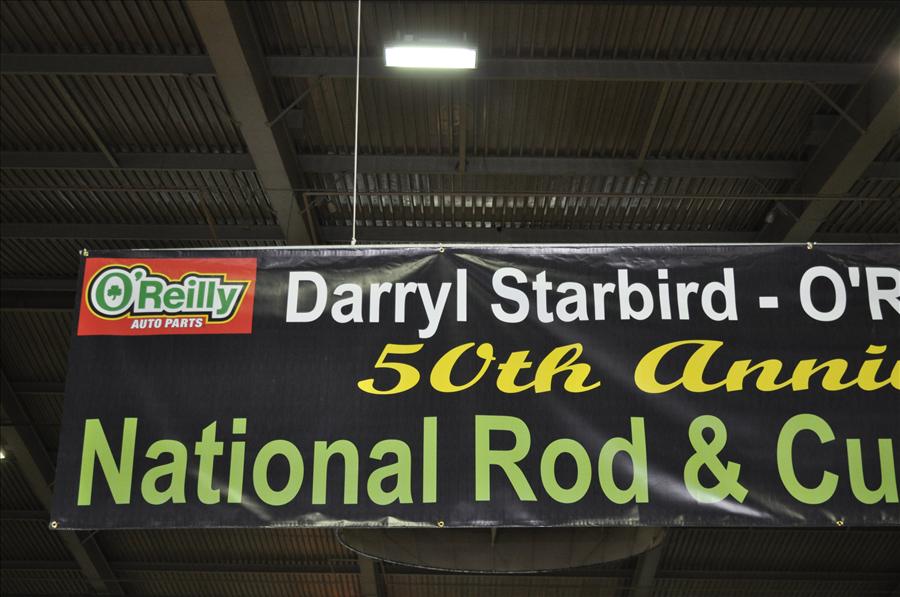 O'Reilly
AUTO PARTS
Darryl Starbird - O'R
50th Anni
National Rod & Cu